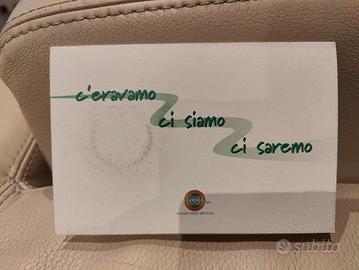 c'eravamo
ci siamo
ci saremo
subito